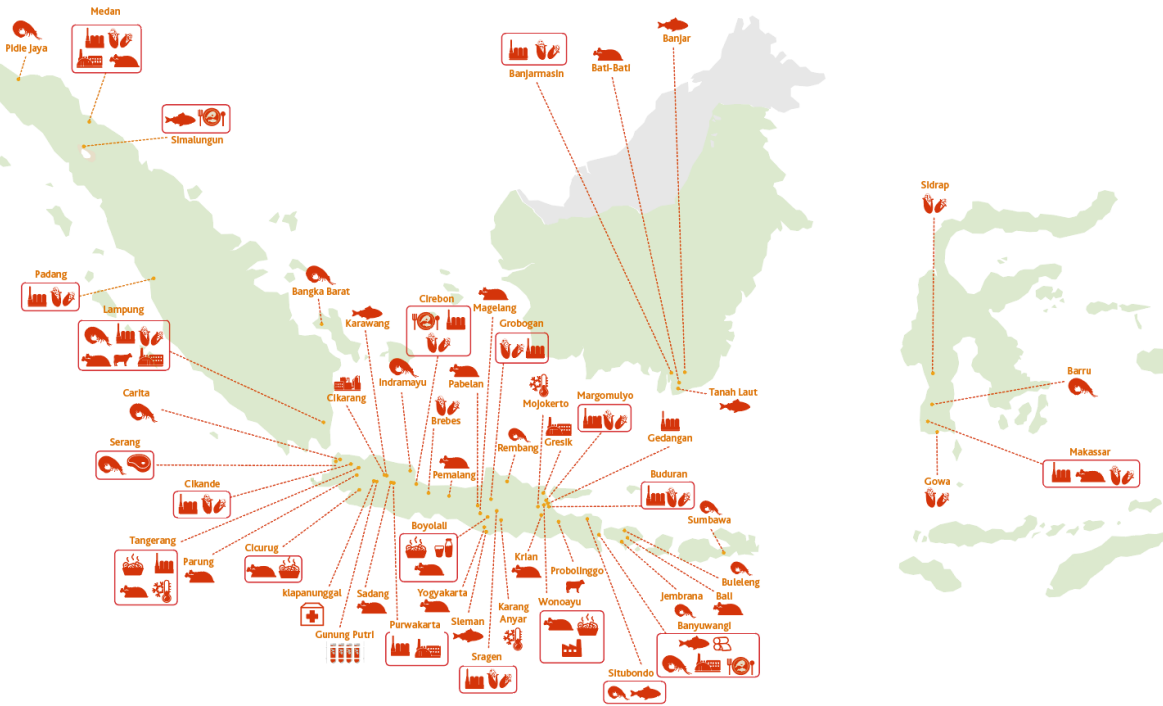 Medan
Pidie Jaya
Simalungun
Banjar
Bati-Bati
Banjarmasin
Sidrap
Padang
Lampung
Bangka Barat
Karawang
Cirebon
Magelang
Grobogan
Carita
Cikarang
Indramayu
Pabelan
Mojokerto
Margomulyo
Tanah Laut
Barru
Brebes
Rembang
Gresik
Gedangan
Serang
Pemalang
Buduran
Makassar
Cikande
Gowa
Sumbawa
Tangerang
Parung
Cicurug
Boyolali
Krian
Probolinggo
Buleleng
klapanunggal
Sadang
Yogyakarta
Karang
Anyar
Wonoayu
Jembrana
Bali
Gunung Putri
Purwakarta
Sleman
Banyuwangi
Sragen
Situbondo